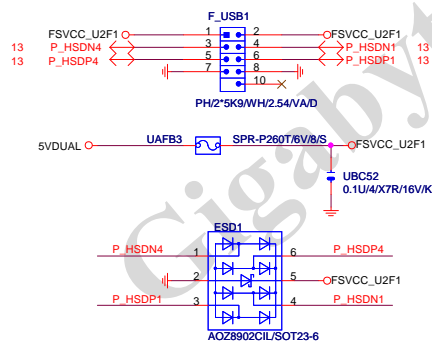 F_USB1
FSVCC_U2F1 1 2 FSVCC_U2F1
13 P_HSDN4 3 4 P_HSDN1 13
13 P_HSDP4 5 6 P_HSDP1 13
7 8
10
PH/2*5K9/WH/2.54/VA/D
5VDUAL UAFB3 SPR-P260T/6V/8/S FSVCC_U2F1
UBC52
0.1U/4/X7R/16V/K
ESD1
P_HSDN4 1 6 P_HSDP4
2 5 FSVCC_U2F1
P_HSDP1 3 4 P_HSDN1
AOZ8902CIL/SOT23-6
Gigabyt